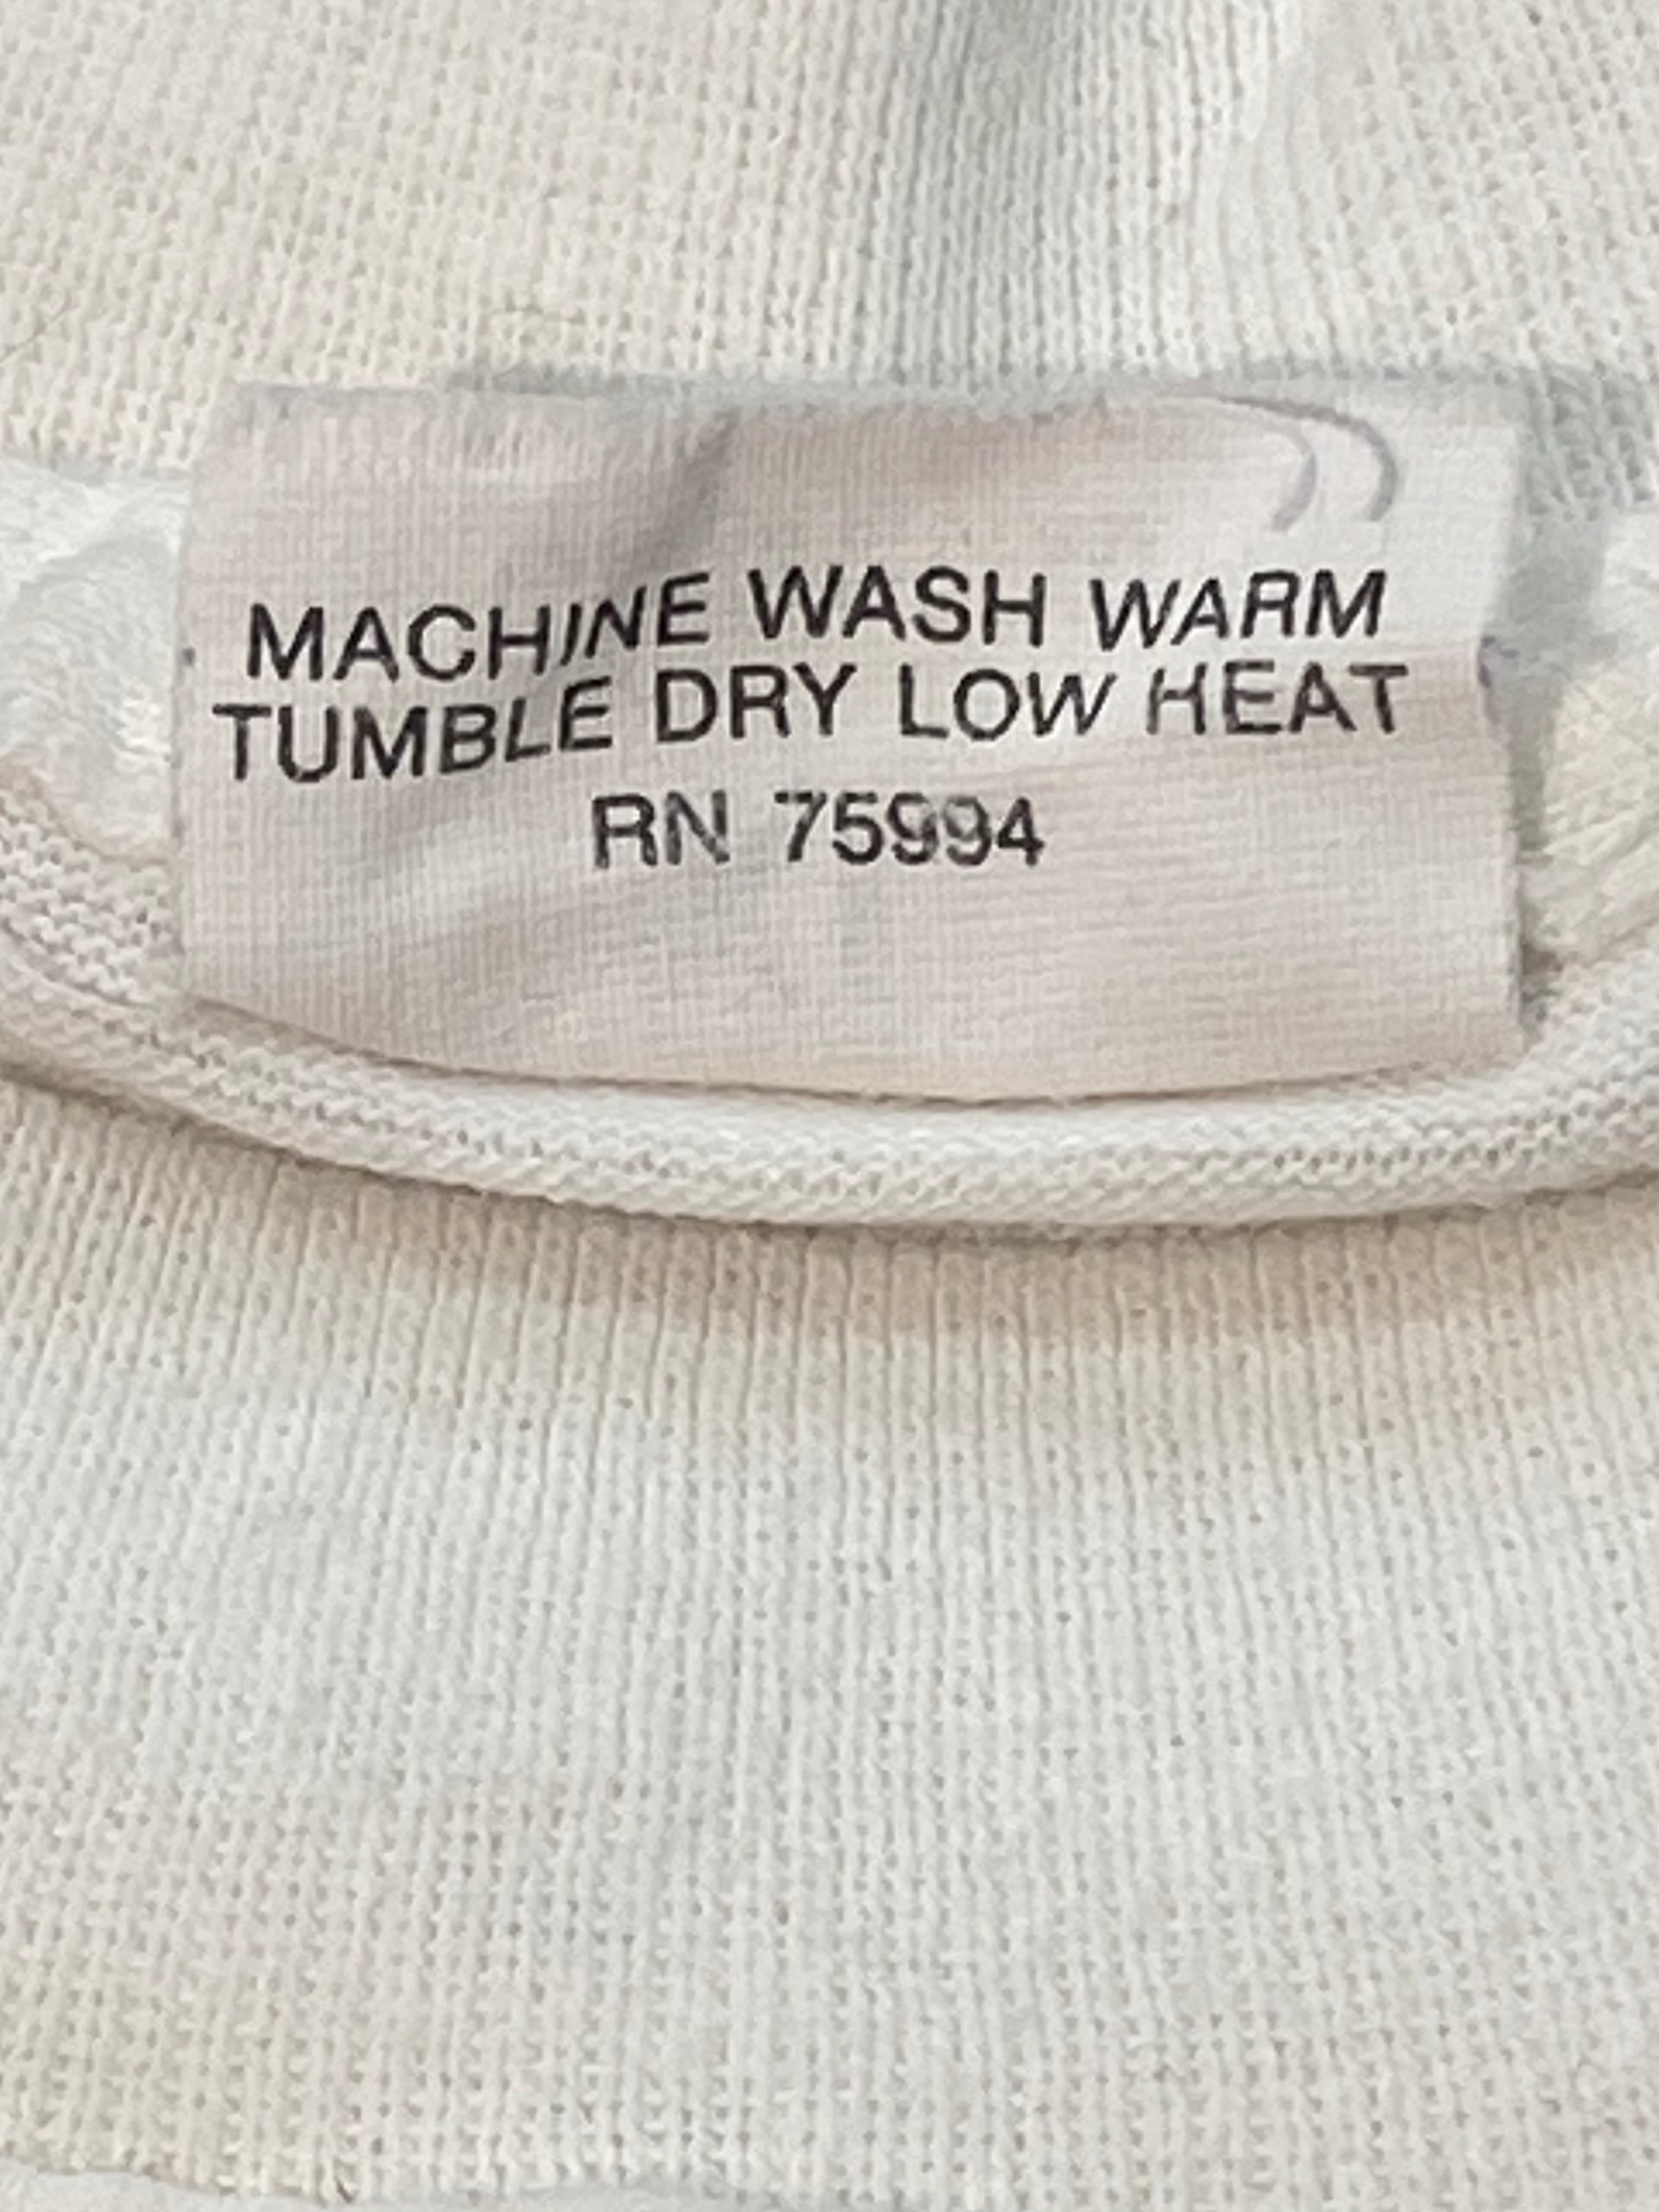 MACHINE WASH WARM
TUMBLE DRY LOW HEAT
RN 75994